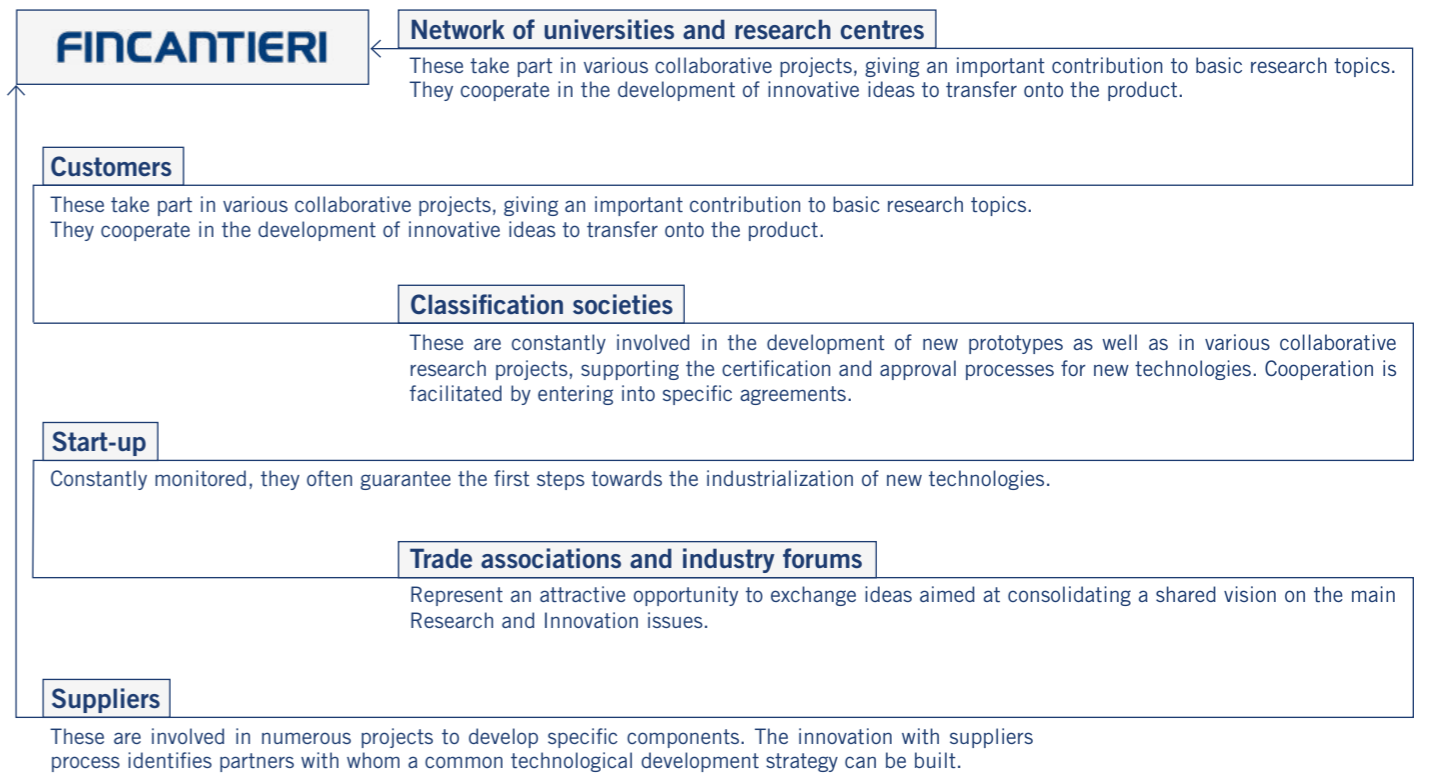 FINCANTIERI
Network of universities and research centres
These take part in various collaborative projects, giving an important contribution to basic research topics.
They cooperate in the development of innovative ideas to transfer onto the product.
Customers
These take part in various collaborative projects, giving an important contribution to basic research topics.
They cooperate in the development of innovative ideas to transfer onto the product.
Classification societies
These are constantly involved in the development of new prototypes as well as in various collaborative
research projects, supporting the certification and approval processes for new technologies. Cooperation is
facilitated by entering into specific agreements.
Start-up
Constantly monitored, they often guarantee the first steps towards the industrialization of new technologies.
Trade associations and industry forums
Represent an attractive opportunity to exchange ideas aimed at consolidating a shared vision on the main
Research and Innovation issues.
Suppliers
These are involved in numerous projects to develop specific components. The innovation with suppliers
process identifies partners with whom a common technological development strategy can be built.